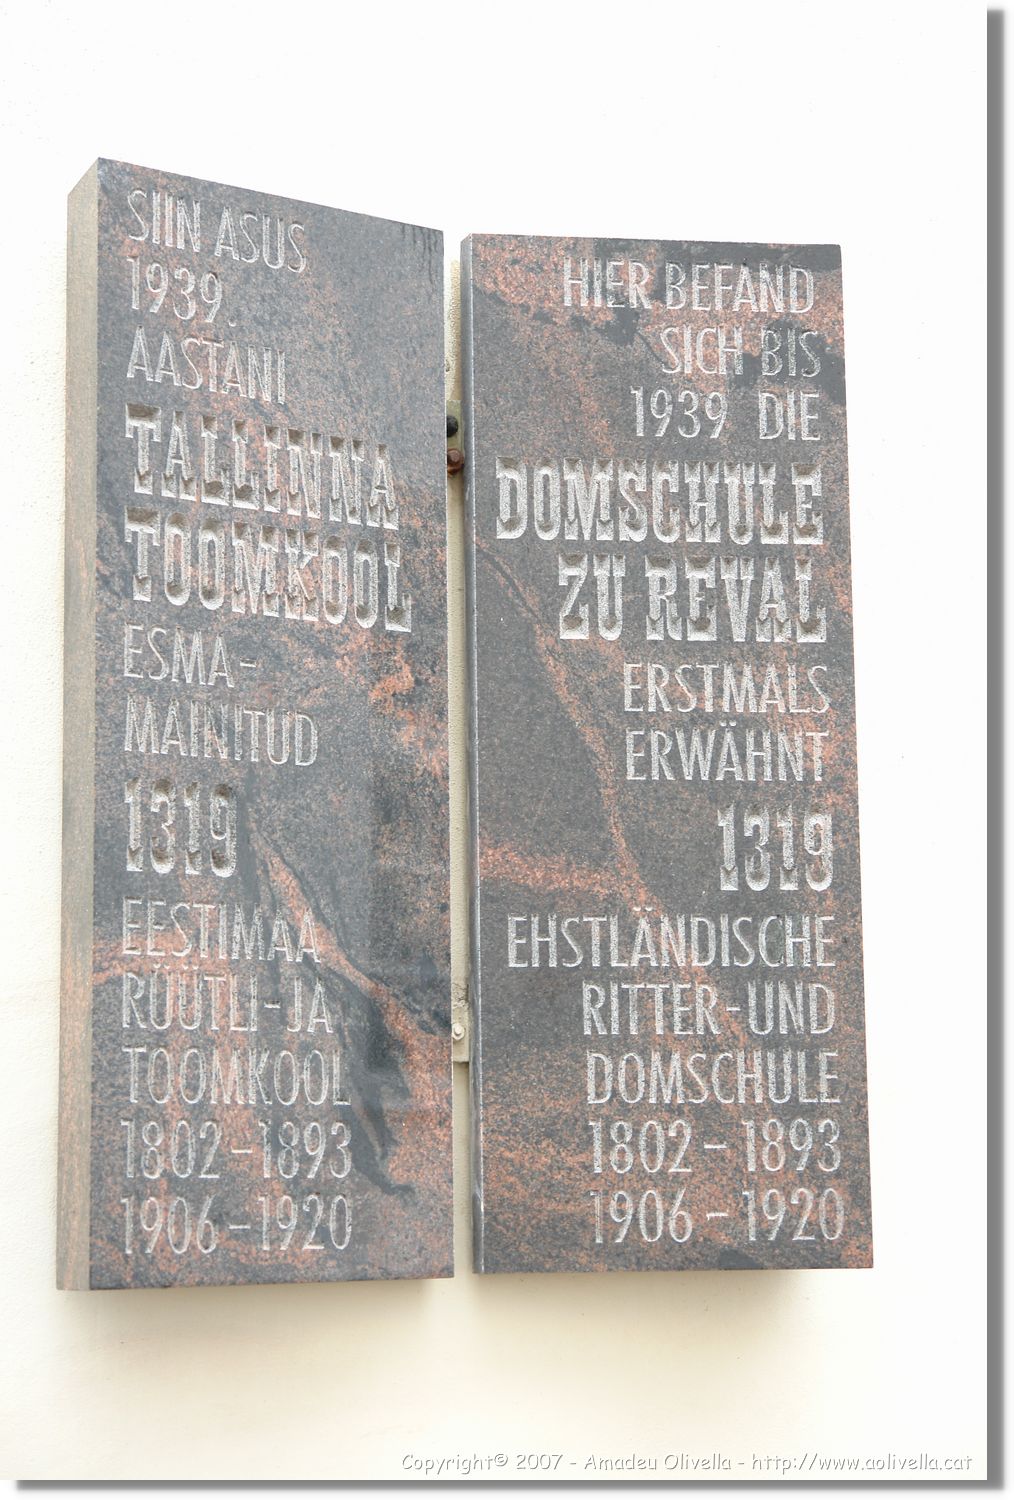 SIIN ASUS
1939.
AASTANI
TALLINNA
TOOMKOOL
ESMA-
MAINITUD
1319
EESTIMAA
RÜÜTLI-JA
TOOMKOOL
1802-1893
1906-1920
HIER BEFAND
SICH BIS
1939 DIE
DOMSCHULE
ZU REVAL
ERSTMALS
ERWÄHNT
1319
EHSTLÄNDISCHE
RITTER-UND
DOMSCHULE
1802-1893
1906-1920
Copyright© 2007 - Amadeu Olivella - http://www.aolivella.cat